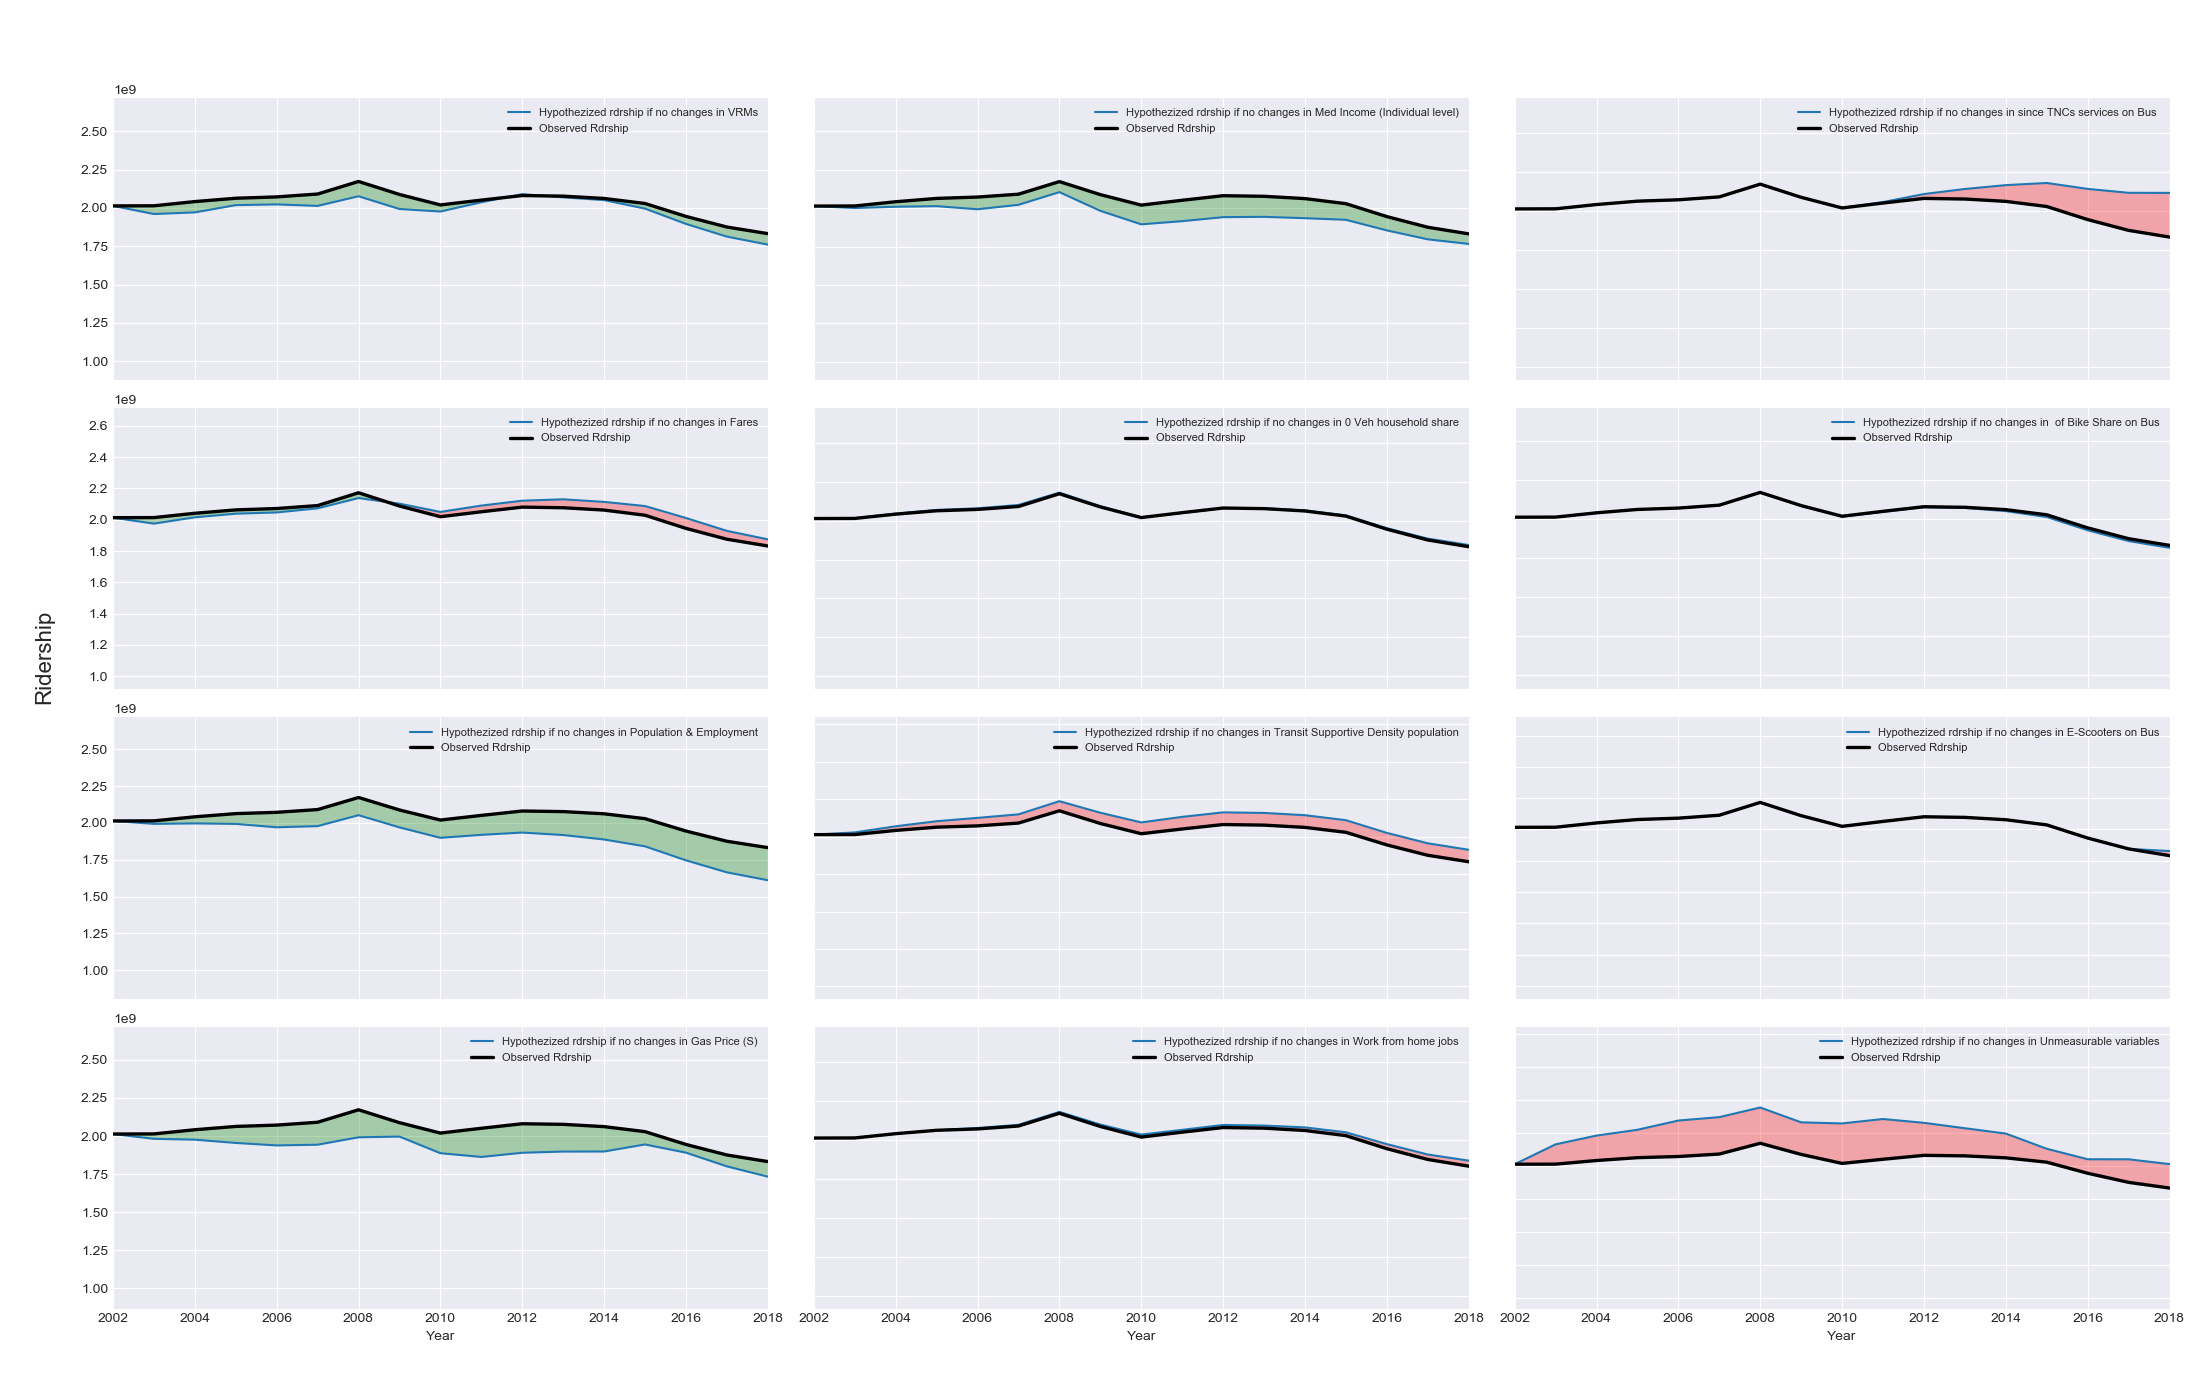 1e9
Hypothezized rdrship if no changes in VRMs
Observed Rdrship
2.50
2.25
2.00
1.75
1.50
1.25
1.00
Hypothezized rdrship if no changes in Med Income (Individual level)
Observed Rdrship
Hypothezized rdrship if no changes in since TNCs services on Bus
Observed Rdrship
1e9
Hypothezized rdrship if no changes in Fares
Observed Rdrship
2.6
2.4
2.2
2.0
1.8
1.6
1.4
1.2
1.0
Hypothezized rdrship if no changes in 0 Veh household share
Observed Rdrship
Hypothezized rdrship if no changes in  of Bike Share on Bus
Observed Rdrship
Ridership
1e9
Hypothezized rdrship if no changes in Population & Employment
Observed Rdrship
2.50
2.25
2.00
1.75
1.50
1.25
1.00
Hypothezized rdrship if no changes in Transit Supportive Density population
Observed Rdrship
Hypothezized rdrship if no changes in E-Scooters on Bus
Observed Rdrship
1e9
Hypothezized rdrship if no changes in Gas Price (S)
Observed Rdrship
2.50
2.25
2.00
1.75
1.50
1.25
1.00
2002 2004 2006 2008 2010 2012 2014 2016 2018
Year
Hypothezized rdrship if no changes in Work from home jobs
Observed Rdrship
2002 2004 2006 2008 2010 2012 2014 2016 2018
Year
Hypothezized rdrship if no changes in Unmeasurable variables
Observed Rdrship
2002 2004 2006 2008 2010 2012 2014 2016 2018
Year